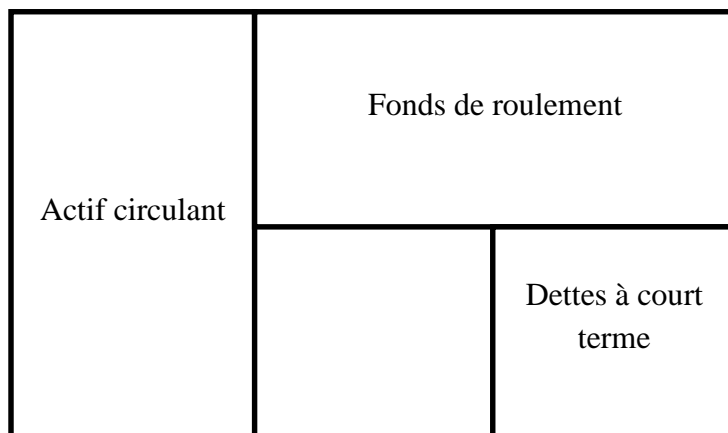 Fonds de roulement
Actif circulant
Dettes à court
terme